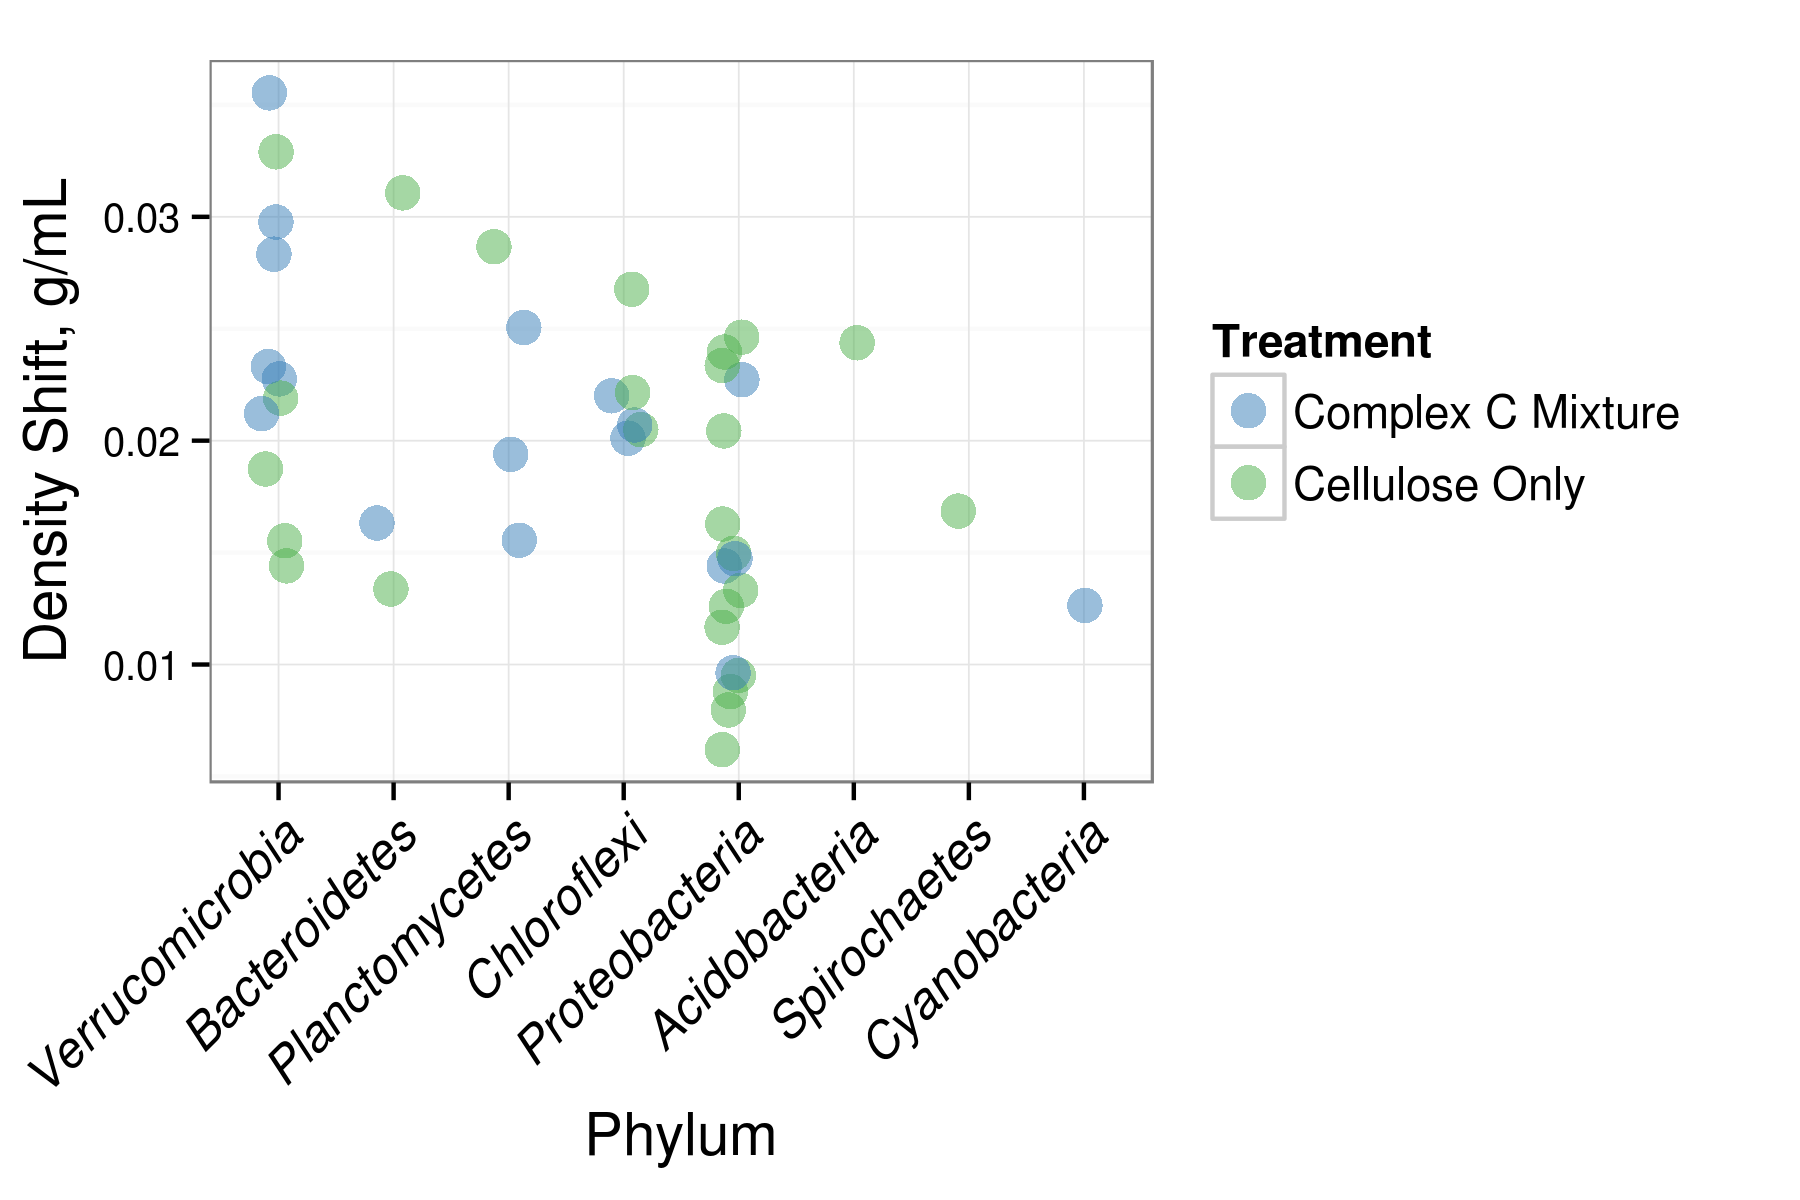 Density Shift, g/mL
0.03
0.02
0.01
Verrucomicrobia
Bacteroidetes
Planctomycetes
Chloroflexi
Proteobacteria
Acidobacteria
Spirochaetes
Cyanobacteria
Phylum
Treatment
Complex C Mixture
Cellulose Only